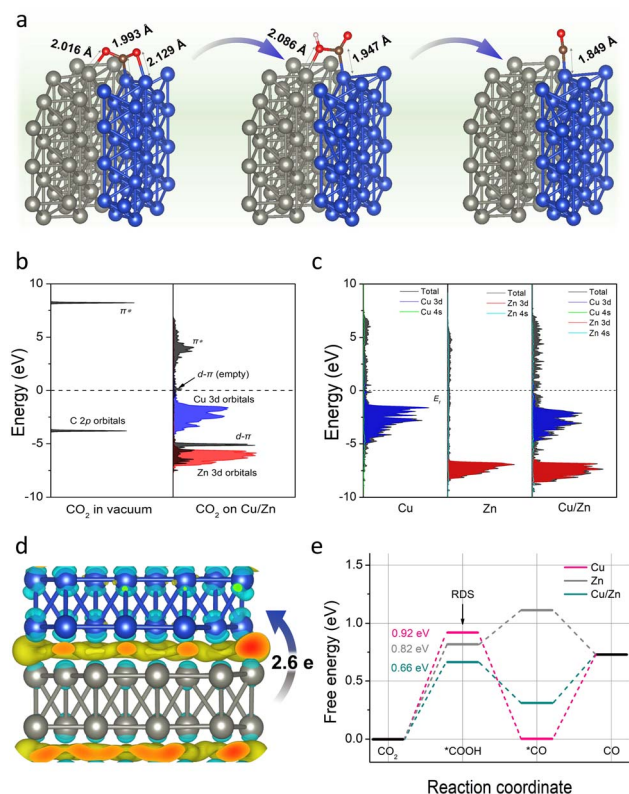 a
2.016 Å
1.993 Å
2.129 Å
2.086 Å
1.947 Å
1.849 Å
b
Energy (eV)
10
5
0
-5
-10
π*
C 2p orbitals
π*
d-π (empty)
Cu 3d orbitals
d-π
Zn 3d orbitals
CO2 in vacuum
CO2 on Cu/Zn
c
Energy (eV)
10
5
0
-5
-10
Total
Cu 3d
Cu 4s
Total
Zn 3d
Zn 4s
Total
Cu 3d
Cu 4s
Zn 3d
Zn 4s
Cu
Zn
Cu/Zn
d
2.6 e
e
Free energy (eV)
1.5
1.0
0.5
0.0
Cu
Zn
Cu/Zn
RDS
0.92 eV
0.82 eV
0.66 eV
CO2
*COOH
*CO
CO
Reaction coordinate